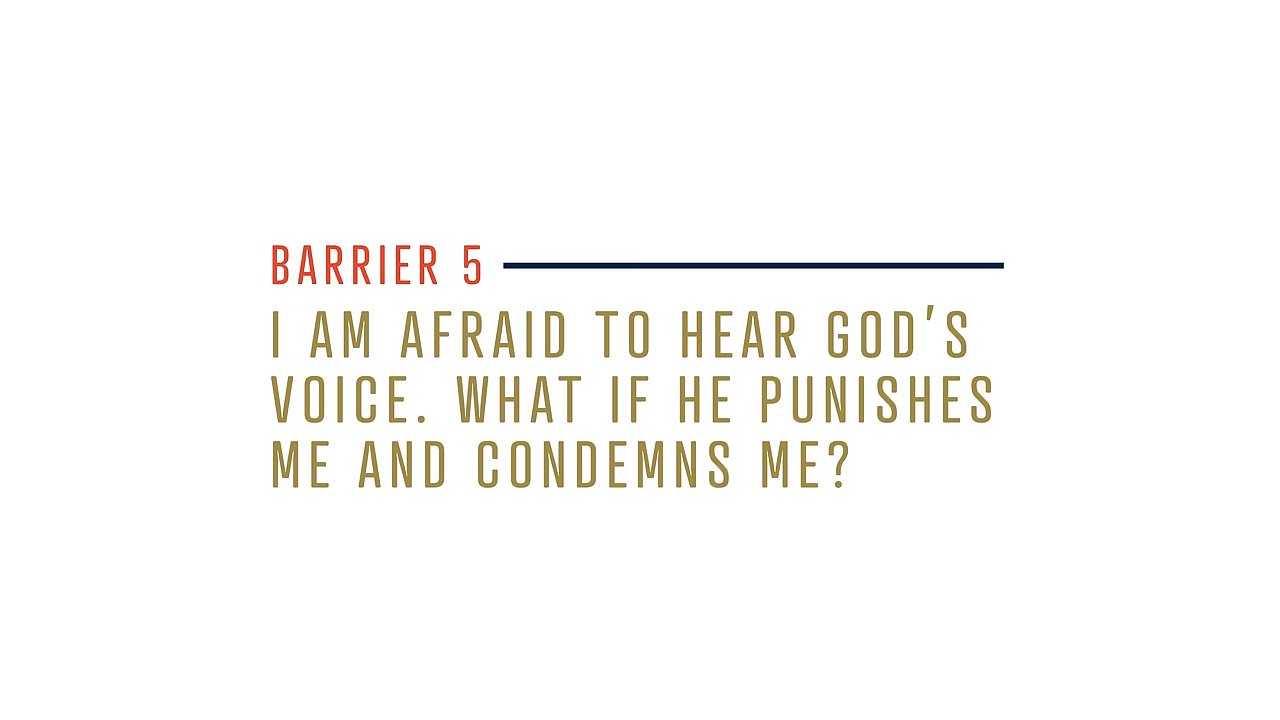 BARRIER 5
I AM AFRAID TO HEAR GOD'S
VOICE. WHAT IF HE PUNISHES
ME AND CONDEMNS ME?